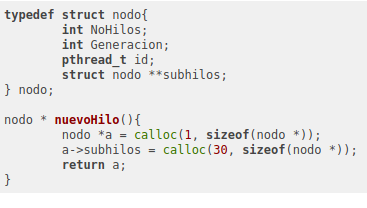 typedef struct nodo{
        int NoHilos;
        int Generacion;
        pthread_t id;
        struct nodo **subhilos;
} nodo;

nodo * nuevoHilo(){
        nodo *a = calloc(1, sizeof(nodo *));
        a->subhilos = calloc(30, sizeof(nodo *));
        return a;
}